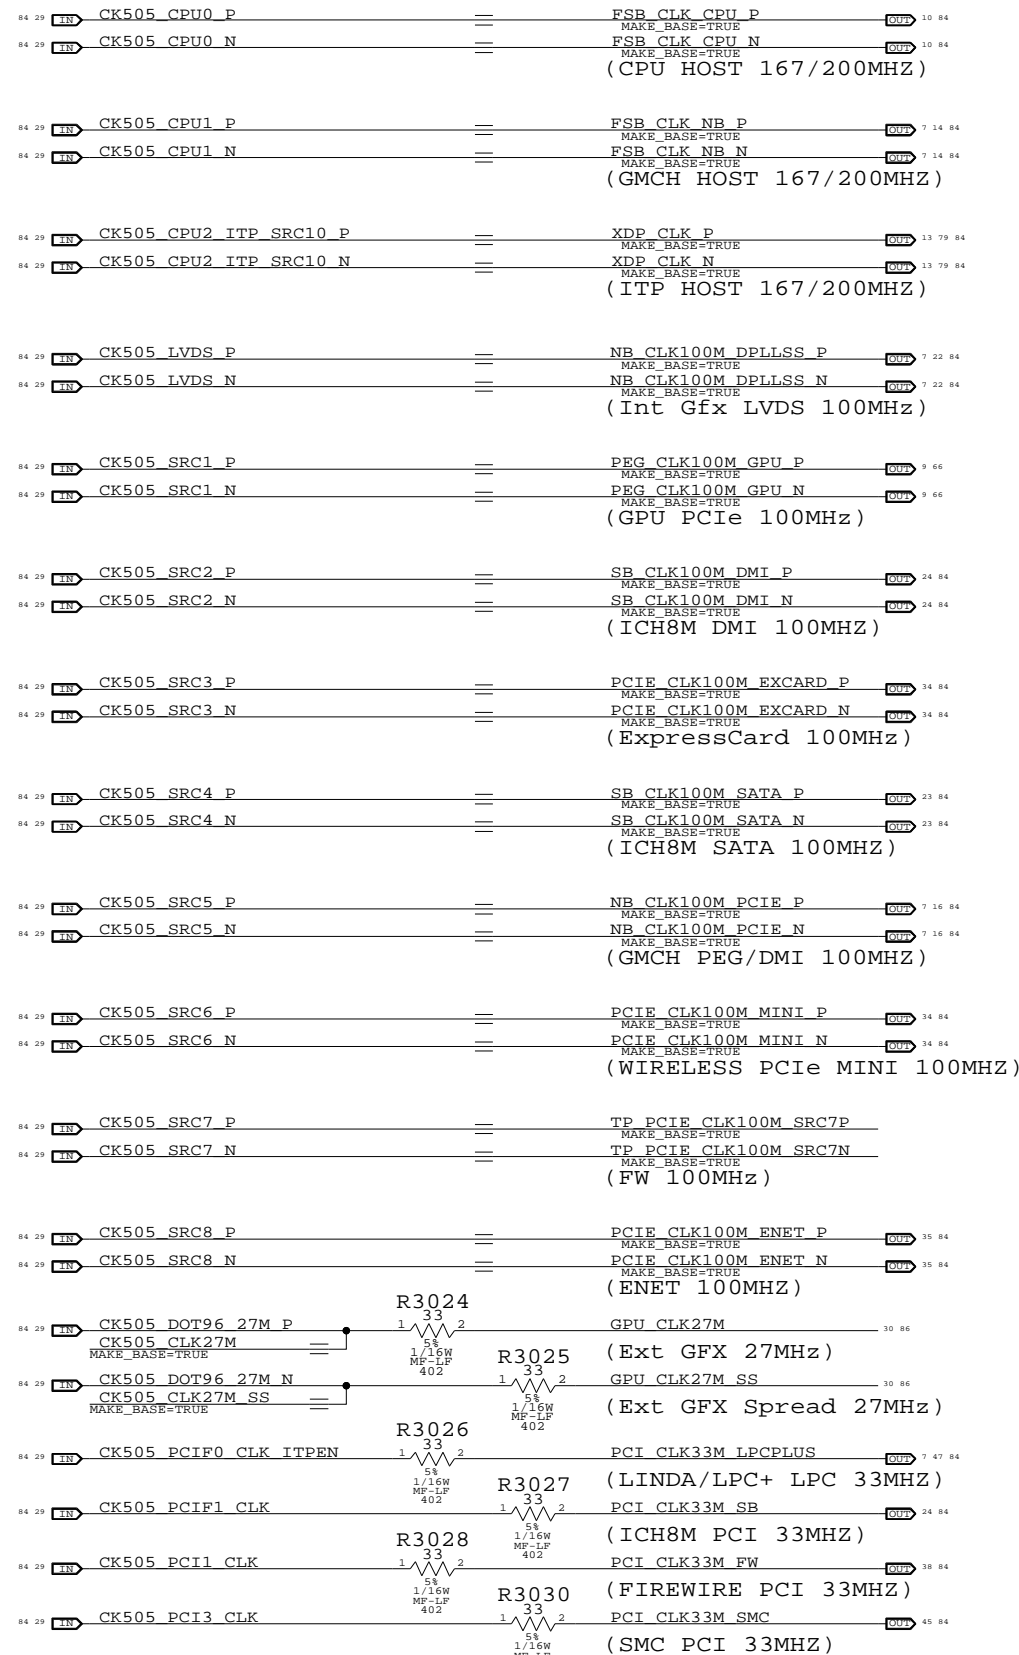 84 29 IN CK505_CPU0_P FSB_CLK_CPU_P OUT 10 84
MAKE_BASE=TRUE
84 29 IN CK505_CPU0_N FSB_CLK_CPU_N OUT 10 84
MAKE_BASE=TRUE
(CPU HOST 167/200MHZ)
84 29 IN CK505_CPU1_P FSB_CLK_NB_P OUT 7 14 84
MAKE_BASE=TRUE
84 29 IN CK505_CPU1_N FSB_CLK_NB_N OUT 7 14 84
MAKE_BASE=TRUE
(GMCH HOST 167/200MHZ)
84 29 IN CK505_CPU2_ITP_SRC10_P XDP_CLK_P OUT 13 79 84
MAKE_BASE=TRUE
84 29 IN CK505_CPU2_ITP_SRC10_N XDP_CLK_N OUT 13 79 84
MAKE_BASE=TRUE
(ITP HOST 167/200MHZ)
84 29 IN CK505_LVDS_P NB_CLK100M_DPLLSS_P OUT 7 22 84
MAKE_BASE=TRUE
84 29 IN CK505_LVDS_N NB_CLK100M_DPLLSS_N OUT 7 22 84
MAKE_BASE=TRUE
(Int Gfx LVDS 100MHz)
84 29 IN CK505_SRC1_P PEG_CLK100M_GPU_P OUT 9 66
MAKE_BASE=TRUE
84 29 IN CK505_SRC1_N PEG_CLK100M_GPU_N OUT 9 66
MAKE_BASE=TRUE
(GPU PCIe 100MHz)
84 29 IN CK505_SRC2_P SB_CLK100M_DMI_P OUT 24 84
MAKE_BASE=TRUE
84 29 IN CK505_SRC2_N SB_CLK100M_DMI_N OUT 24 84
MAKE_BASE=TRUE
(ICH8M DMI 100MHZ)
84 29 IN CK505_SRC3_P PCIE_CLK100M_EXCARD_P OUT 34 84
MAKE_BASE=TRUE
84 29 IN CK505_SRC3_N PCIE_CLK100M_EXCARD_N OUT 34 84
MAKE_BASE=TRUE
(ExpressCard 100MHz)
84 29 IN CK505_SRC4_P SB_CLK100M_SATA_P OUT 23 84
MAKE_BASE=TRUE
84 29 IN CK505_SRC4_N SB_CLK100M_SATA_N OUT 23 84
MAKE_BASE=TRUE
(ICH8M SATA 100MHZ)
84 29 IN CK505_SRC5_P NB_CLK100M_PCIE_P OUT 7 16 84
MAKE_BASE=TRUE
84 29 IN CK505_SRC5_N NB_CLK100M_PCIE_N OUT 7 16 84
MAKE_BASE=TRUE
(GMCH PEG/DMI 100MHZ)
84 29 IN CK505_SRC6_P PCIE_CLK100M_MINI_P OUT 34 84
MAKE_BASE=TRUE
84 29 IN CK505_SRC6_N PCIE_CLK100M_MINI_N OUT 34 84
MAKE_BASE=TRUE
(WIRELESS PCIe MINI 100MHZ)
84 29 IN CK505_SRC7_P TP_PCIE_CLK100M_SRC7P
MAKE_BASE=TRUE
84 29 IN CK505_SRC7_N TP_PCIE_CLK100M_SRC7N
MAKE_BASE=TRUE
(FW 100MHz)
84 29 IN CK505_SRC8_P PCIE_CLK100M_ENET_P OUT 35 84
MAKE_BASE=TRUE
84 29 IN CK505_SRC8_N PCIE_CLK100M_ENET_N OUT 35 84
MAKE_BASE=TRUE
(ENET 100MHZ)
R3024
84 29 IN CK505_DOT96_27M_P 1 33 2 GPU_CLK27M 30 86
CK505_CLK27M
MAKE_BASE=TRUE
5%
1/16W
MF-LF
402
(Ext GFX 27MHz)
R3025
84 29 IN CK505_DOT96_27M_N 1 33 2 GPU_CLK27M_SS 30 86
CK505_CLK27M_SS
MAKE_BASE=TRUE
5%
1/16W
MF-LF
402
(Ext GFX Spread 27MHz)
R3026
84 29 IN CK505_PCIF0_CLK_ITPEN 1 33 2 PCI_CLK33M_LPCPLUS OUT 7 47 84
5%
1/16W
MF-LF
402
(LINDA/LPC+ LPC 33MHZ)
R3027
84 29 IN CK505_PCIF1_CLK 1 33 2 PCI_CLK33M_SB OUT 24 84
5%
1/16W
MF-LF
402
(ICH8M PCI 33MHZ)
R3028
84 29 IN CK505_PCI1_CLK 1 33 2 PCI_CLK33M_FW OUT 38 84
5%
1/16W
MF-LF
402
(FIREWIRE PCI 33MHZ)
R3030
84 29 IN CK505_PCI3_CLK 1 33 2 PCI_CLK33M_SMC OUT 45 84
5%
1/16W
(SMC PCI 33MHZ)